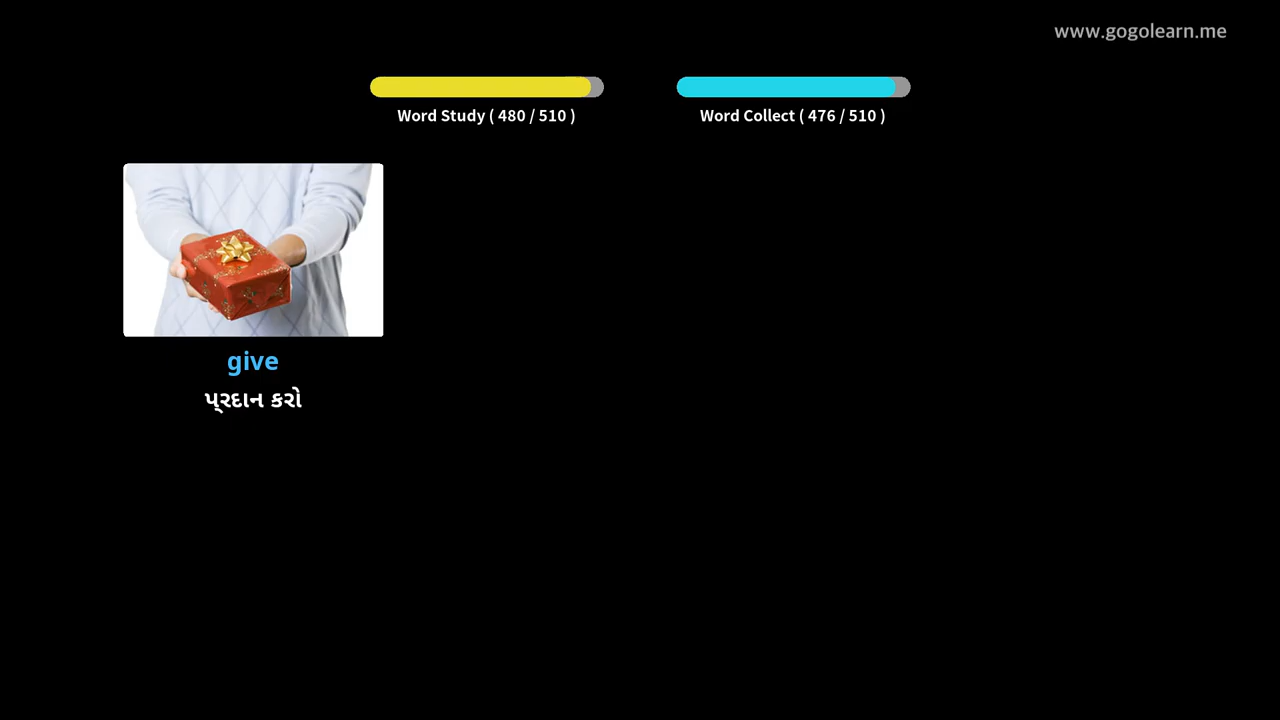 www.gogolearn.me
Word Study ( 480 / 510 )
Word Collect ( 476 / 510 )
give
પ્રદાન કરો